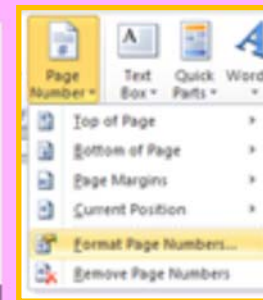 Page Number
Text Box
Quick Parts
Word
Top of Page
Bottom of Page
Page Margins
Current Position
Format Page Numbers...
Remove Page Numbers